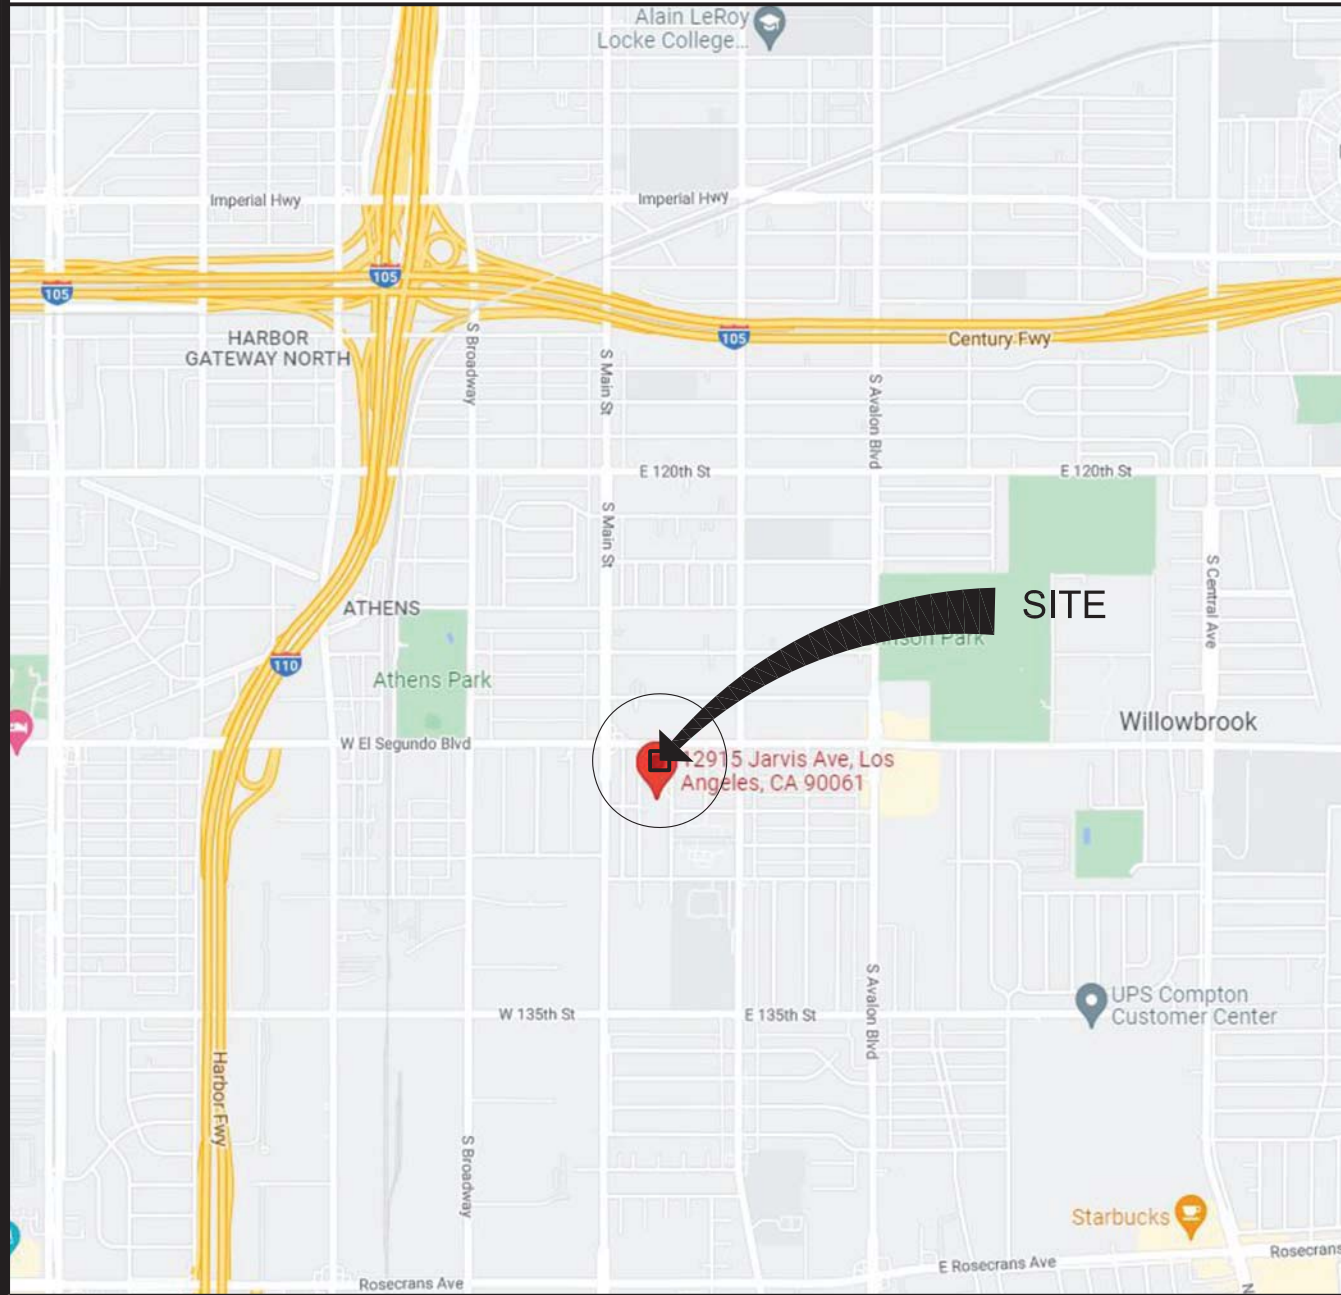 Alain LeRoy
Locke College...
Imperial Hwy
Imperial Hwy
105
105
105
HARBOR
GATEWAY NORTH
Century Fwy
S Broadway
S Main St
S Avalon Blvd
E 120th St
E 120th St
S Main St
S Central Ave
ATHENS
SITE
110
Athens Park
nson Park
W El Segundo Blvd
Willowbrook
12915 Jarvis Ave, Los
Angeles, CA 90061
S Avalon Blvd
UPS Compton
Customer Center
W 135th St
E 135th St
Harbor Fwy
S Broadway
Starbucks
Rosecrans Ave
E Rosecrans Ave
Rosecrans
N